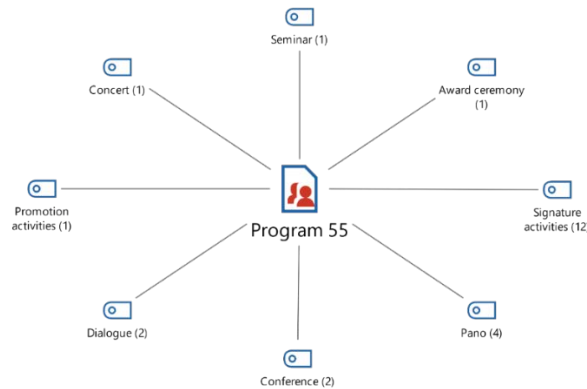 Seminar (1)
Concert (1)
Award ceremony
(1)
Promotion
activities (1)
Program 55
Signature
activities (12)
Dialogue (2)
Pano (4)
Conference (2)